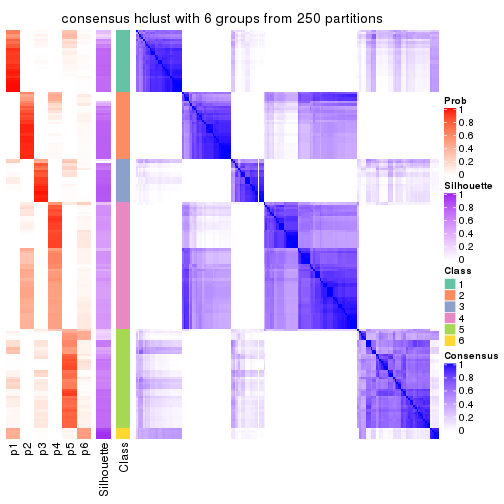 consensus hclust with 6 groups from 250 partitions
Prob
1
0.8
0.6
0.4
0.2
0
Silhouette
1
0.8
0.6
0.4
0.2
0
Class
1
2
3
4
5
6
Consensus
1
0.8
0.6
0.4
0.2
0
p1
p2
p3
p4
p5
p6
Silhouette
Class